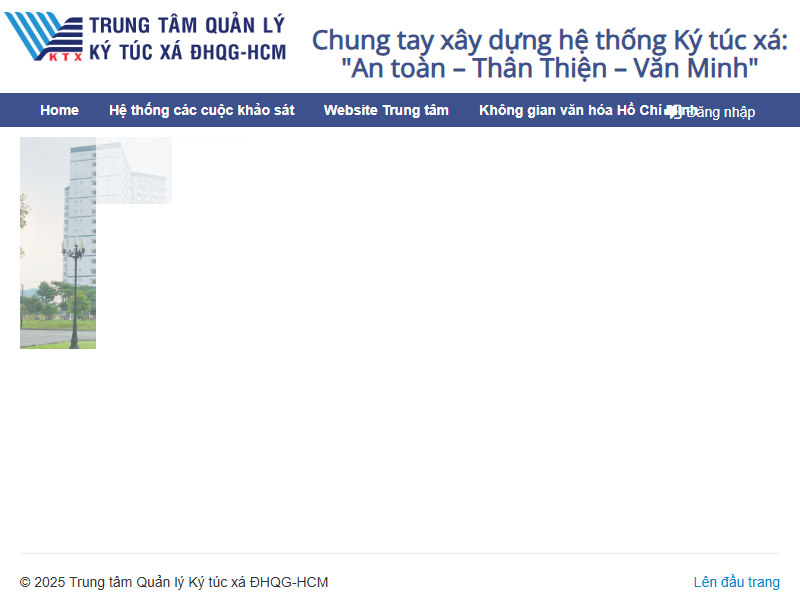 TRUNG TÂM QUẢN LÝ
KÝ TÚC XÁ ĐHQG-HCM
KTX
Chung tay xây dựng hệ thống Ký túc xá:
"An toàn – Thân Thiện – Văn Minh"
Home Hệ thống các cuộc khảo sát Website Trung tâm Không gian văn hóa Hồ Chí Minh Đăng nhập
© 2025 Trung tâm Quản lý Ký túc xá ĐHQG-HCM Lên đầu trang